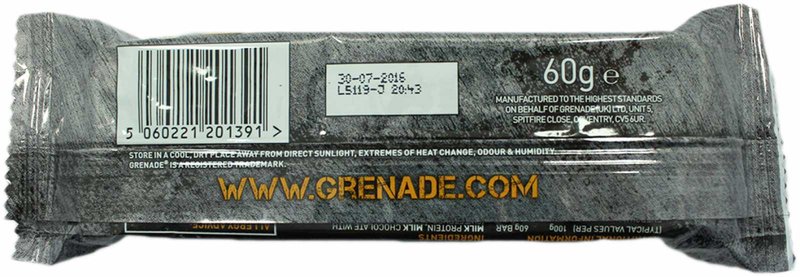 5 060221 201391 >
30-07-2016
L5119-J 20:43
60g e
MANUFACTURED TO THE HIGHEST STANDARDS
ON BEHALF OF GRENADE (UK) LTD, UNIT 5,
SPITFIRE CLOSE, COVENTRY, CV5 6UR.
STORE IN A COOL, DRY PLACE AWAY FROM DIRECT SUNLIGHT, EXTREMES OF HEAT CHANGE, ODOUR & HUMIDITY.
GRENADE® IS A REGISTERED TRADEMARK.
WWW.GRENADE.COM
INFORMATION
(TYPICAL VALUES PER) 100g 60g BAR
INGREDIENTS
MILK PROTEIN, MILK CHOCOLATE WITH
ALLERGY ADVICE